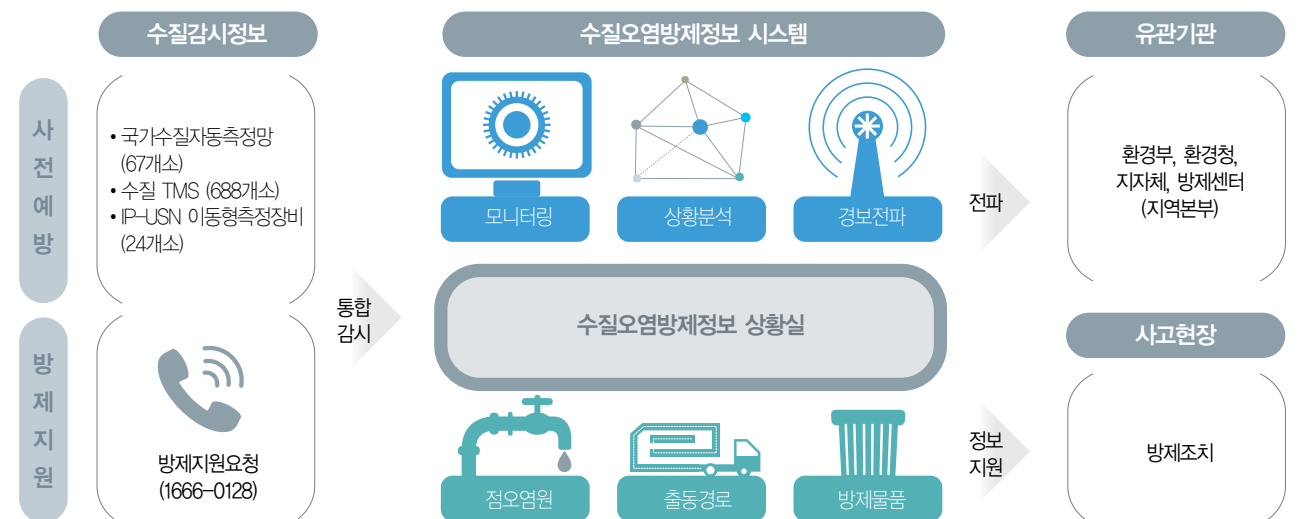 수질감시정보
수질오염방제정보 시스템
유관기관
사전예방
• 국가수질자동측정망
(67개소)
• 수질 TMS (688개소)
• IP-USN 이동형측정장비
(24개소)
모니터링
상황분석
경보전파
전파
환경부, 환경청,
지자체, 방제센터
(지역본부)
통합
감시
수질오염방제정보 상황실
사고현장
방제지원
방제지원요청
(1666-0128)
점오염원
출동경로
방제물품
정보
지원
방제조치